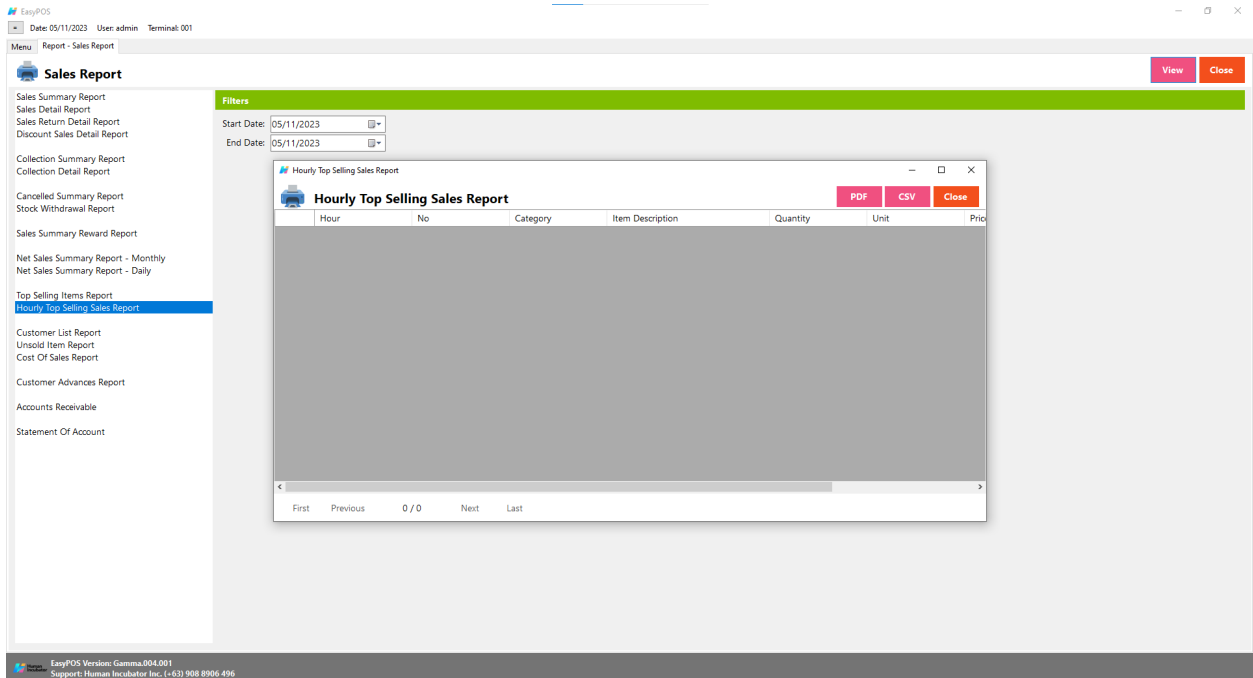 EasyPOS
Date: 05/11/2023 User: admin Terminal: 001
Menu Report - Sales Report
Sales Report
View Close
Sales Summary Report
Sales Detail Report
Sales Return Detail Report
Discount Sales Detail Report
Collection Summary Report
Collection Detail Report
Cancelled Summary Report
Stock Withdrawal Report
Sales Summary Reward Report
Net Sales Summary Report - Monthly
Net Sales Summary Report - Daily
Top Selling Items Report
Hourly Top Selling Sales Report
Customer List Report
Unsold Item Report
Cost Of Sales Report
Customer Advances Report
Accounts Receivable
Statement Of Account
Filters
Start Date: 05/11/2023
End Date: 05/11/2023
Hourly Top Selling Sales Report
Hourly Top Selling Sales Report
PDF CSV Close
Hour No Category Item Description Quantity Unit Pric
First Previous 0 / 0 Next Last
Human Incubator
EasyPOS Version: Gamma.004.001
Support: Human Incubator Inc. (+63) 908 8906 496